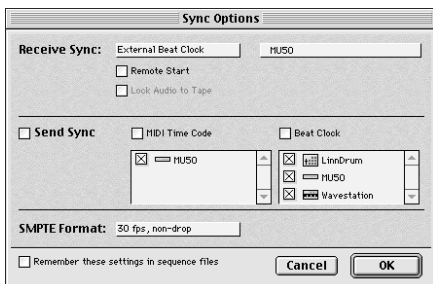 Sync Options
Receive Sync: External Beat Clock MU50
Remote Start
Lock Audio to Tape
Send Sync MIDI Time Code Beat Clock
MU50 LinnDrum
MU50
Wavestation
SMPTE Format: 30 fps, non-drop
Remember these settings in sequence files Cancel OK